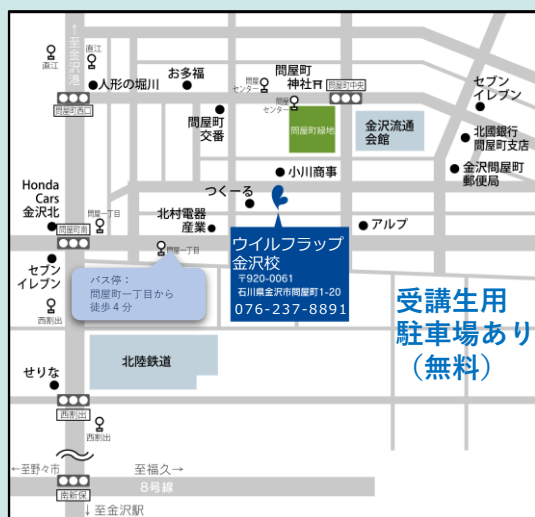 ↑至金沢港
直江
直江
人形の堀川
お多福
問屋
センター
問屋町
神社
問屋町中央
セブン
イレブン
問屋町西口
問屋町
交番
問屋
センター
問屋町緑地
金沢流通
会館
北國銀行
問屋町支店
小川商事
金沢問屋町
郵便局
Honda
Cars
金沢北
問屋一丁目
つくーる
北村電器
産業
アルプ
問屋町南
問屋一丁目
ウイルフラップ
金沢校
〒920-0061
石川県金沢市問屋町1-20
076-237-8891
セブン
イレブン
バス停：
問屋町一丁目から
徒歩４分
西割出
受講生用
駐車場あり
（無料）
北陸鉄道
せりな
西割出
西割出
←至野々市
至福久→
8号線
南新保
↓至金沢駅